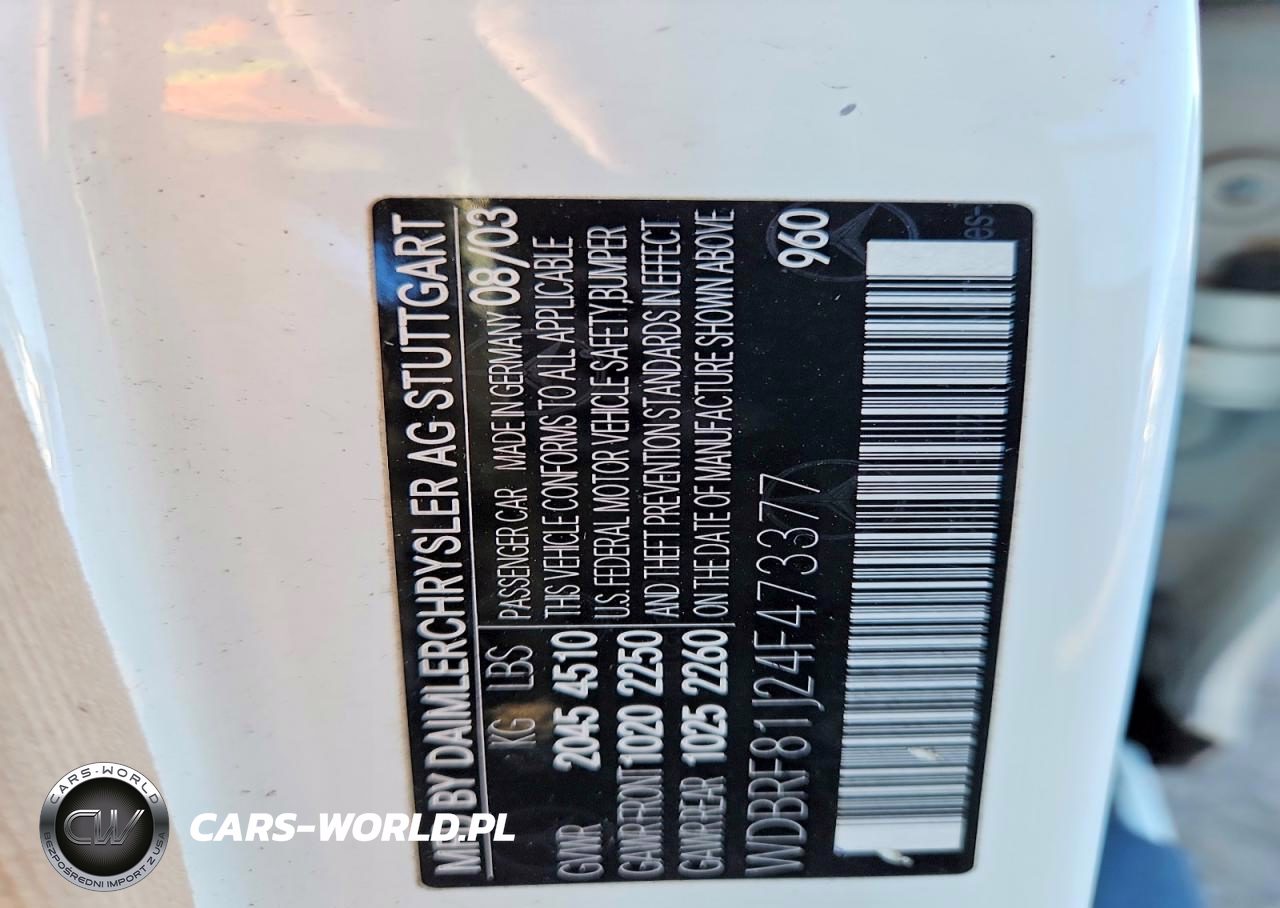 MFD BY DAIMLERCHRYSLER AG STUTTGART
KG LBS
GVWR 2045 4510
GAWR FRONT 1020 2250
GAWR REAR 1025 2260
PASSENGER CAR MADE IN GERMANY 08/03
THIS VEHICLE CONFORMS TO ALL APPLICABLE
U.S. FEDERAL MOTOR VEHICLE SAFETY,BUMPER
AND THEFT PREVENTION STANDARDS IN EFFECT
ON THE DATE OF MANUFACTURE SHOWN ABOVE
WDBRF81J24F473377
960
CARS-WORLD
CW
BEZPOŚREDNI IMPORT Z USA
CARS-WORLD.PL